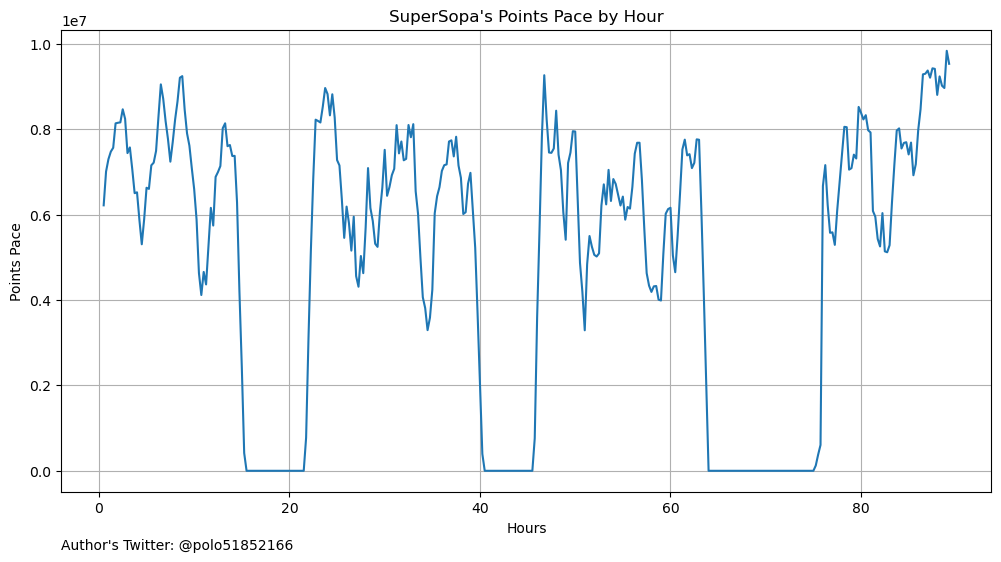 SuperSopa's Points Pace by Hour
1e7
1.0
0.8
0.6
0.4
0.2
0.0
Points Pace
0 20 40 60 80
Hours
Author's Twitter: @polo51852166